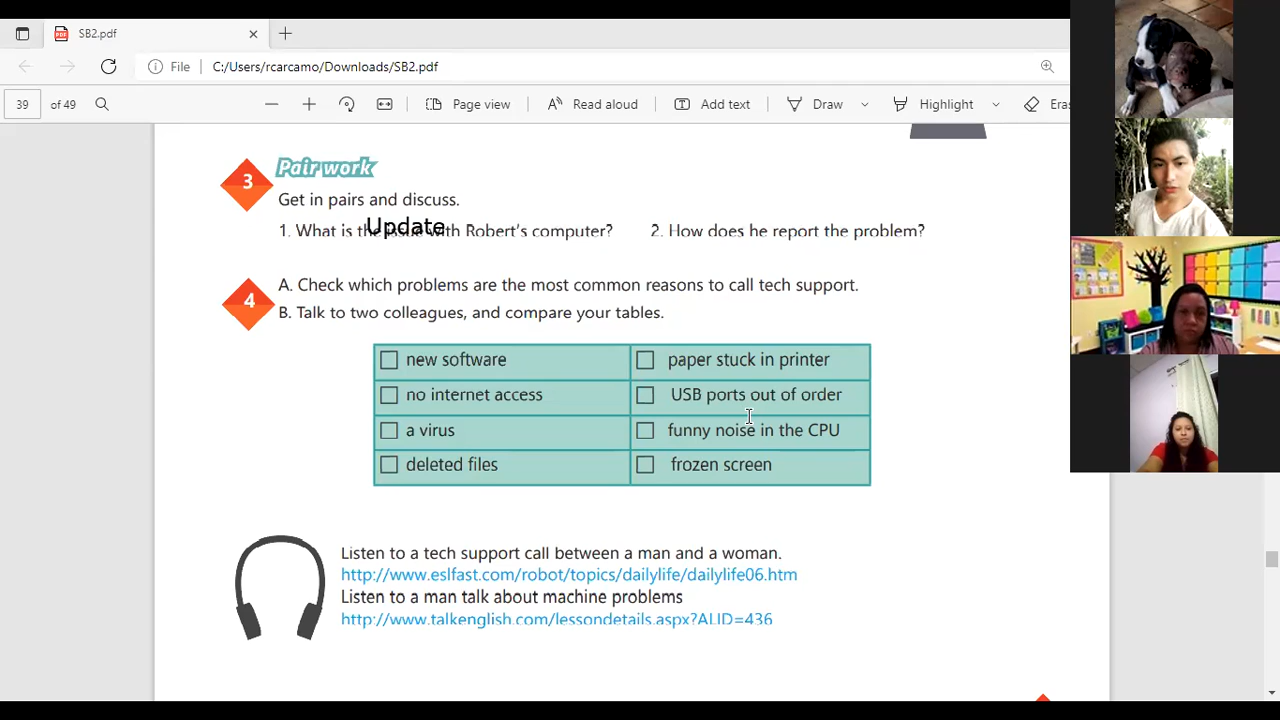 SB2.pdf
File C:/Users/rcarcamo/Downloads/SB2.pdf
39 of 49 Page view Read aloud Add text Draw Highlight Eras
3 Pair work
Get in pairs and discuss.
Update
1. What is the issue with Robert's computer? 2. How does he report the problem?
4 A. Check which problems are the most common reasons to call tech support.
B. Talk to two colleagues, and compare your tables.
new software paper stuck in printer
no internet access USB ports out of order
a virus funny noise in the CPU
deleted files frozen screen
Listen to a tech support call between a man and a woman.
http://www.eslfast.com/robot/topics/dailylife/dailylife06.htm
Listen to a man talk about machine problems
http://www.talkenglish.com/lessondetails.aspx?ALID=436